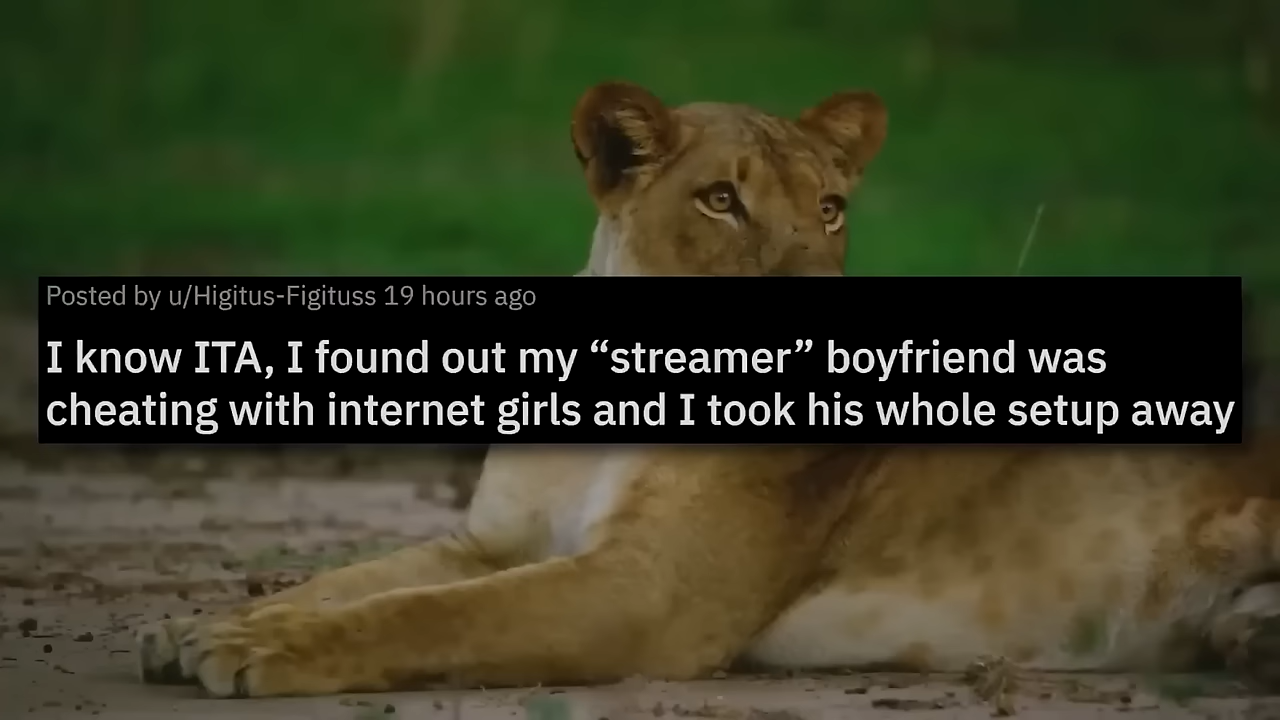 Posted by u/Higitus-Figituss 19 hours ago
I know ITA, I found out my “streamer” boyfriend was
cheating with internet girls and I took his whole setup away